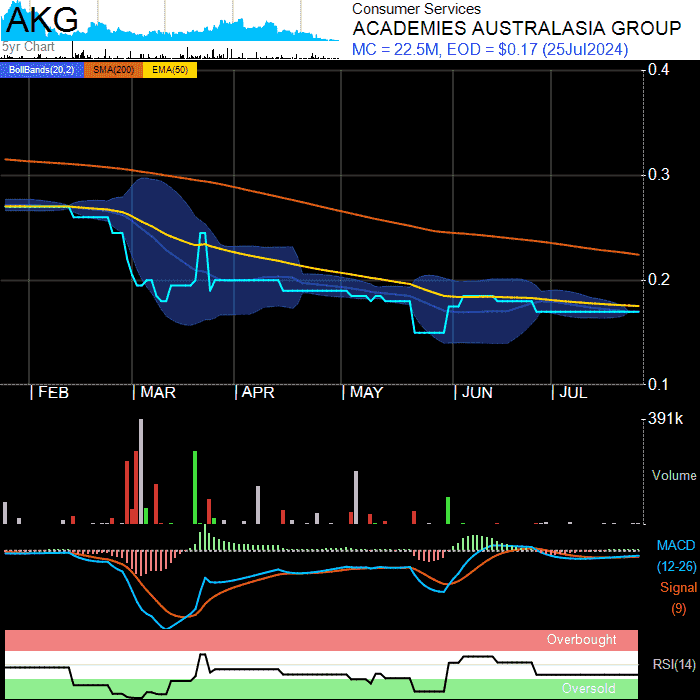 AKG
5yr Chart
Consumer Services
ACADEMIES AUSTRALASIA GROUP
MC = 22.5M, EOD = $0.17 (25Jul2024)
BollBands(20,2) SMA(200) EMA(50)
0.4
0.3
0.2
0.1
FEB MAR APR MAY JUN JUL
391k
Volume
MACD
(12-26)
Signal
(9)
Overbought
RSI(14)
Oversold